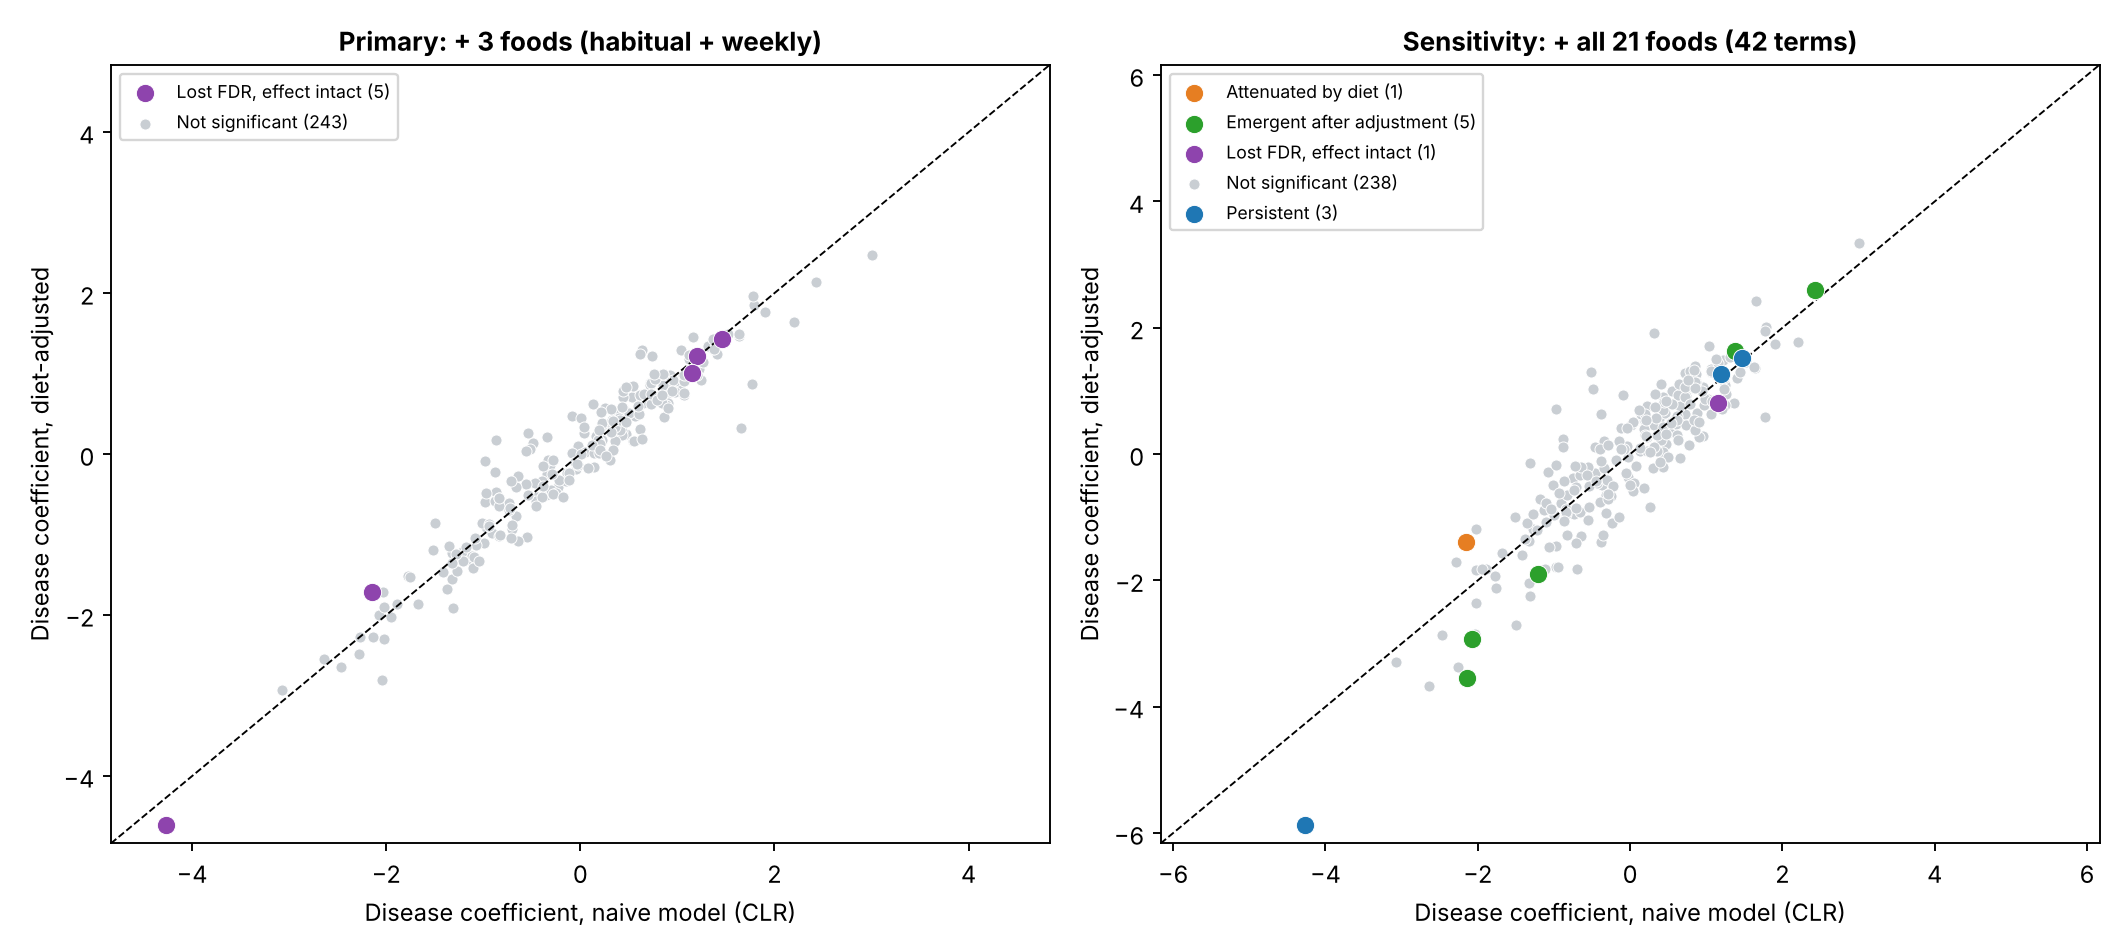 Primary: + 3 foods (habitual + weekly)
Lost FDR, effect intact (5)
Not significant (243)
4
2
0
−2
−4
Disease coefficient, diet-adjusted
−4
−2
0
2
4
Disease coefficient, naive model (CLR)
Sensitivity: + all 21 foods (42 terms)
Attenuated by diet (1)
Emergent after adjustment (5)
Lost FDR, effect intact (1)
Not significant (238)
Persistent (3)
6
4
2
0
−2
−4
−6
Disease coefficient, diet-adjusted
−6
−4
−2
0
2
4
6
Disease coefficient, naive model (CLR)